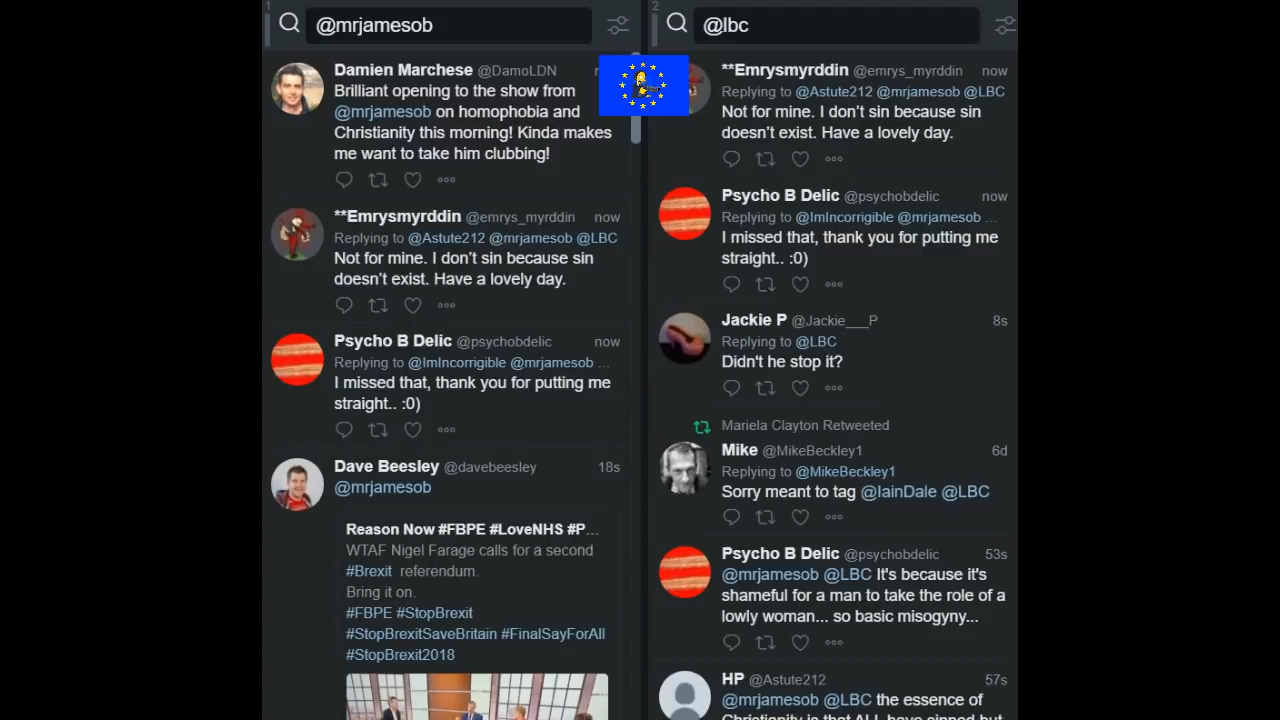 1
@mrjamesob
Damien Marchese @DamoLDN
Brilliant opening to the show from
@mrjamesob on homophobia and
Christianity this morning! Kinda makes
me want to take him clubbing!
**Emrysmyrddin @emrys_myrddin now
Replying to @Astute212 @mrjamesob @LBC
Not for mine. I don’t sin because sin
doesn’t exist. Have a lovely day.
Psycho B Delic @psychobdelic now
Replying to @ImIncorrigible @mrjamesob ...
I missed that, thank you for putting me
straight.. :0)
Dave Beesley @davebeesley 18s
@mrjamesob
Reason Now #FBPE #LoveNHS #P...
WTAF Nigel Farage calls for a second
#Brexit referendum.
Bring it on.
#FBPE #StopBrexit
#StopBrexitSaveBritain #FinalSayForAll
#StopBrexit2018
2
@lbc
**Emrysmyrddin @emrys_myrddin now
Replying to @Astute212 @mrjamesob @LBC
Not for mine. I don’t sin because sin
doesn’t exist. Have a lovely day.
Psycho B Delic @psychobdelic now
Replying to @ImIncorrigible @mrjamesob ...
I missed that, thank you for putting me
straight.. :0)
Jackie P @Jackie___P 8s
Replying to @LBC
Didn't he stop it?
Mariela Clayton Retweeted
Mike @MikeBeckley1 6d
Replying to @MikeBeckley1
Sorry meant to tag @IainDale @LBC
Psycho B Delic @psychobdelic 53s
@mrjamesob @LBC It's because it's
shameful for a man to take the role of a
lowly woman... so basic misogyny...
HP @Astute212 57s
@mrjamesob @LBC the essence of
Christianity is that ALL have sinned but